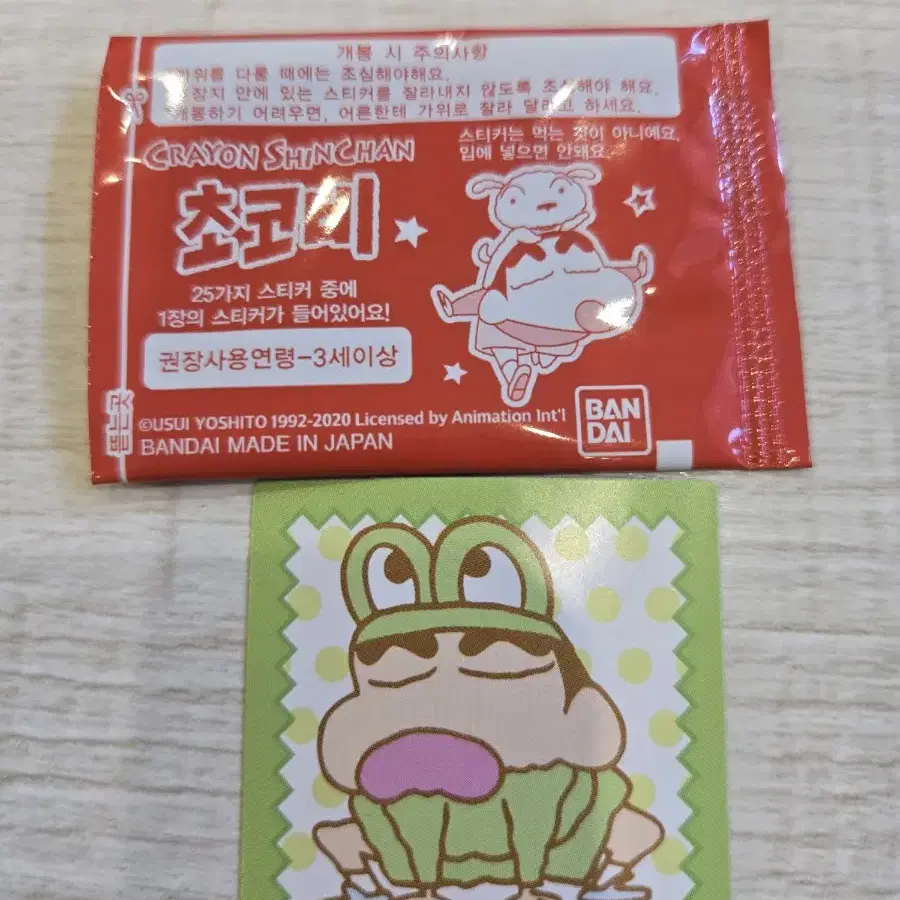 개봉 시 주의사항
가위를 다룰 때에는 조심해야해요.
봉잠지 안에 있는 스티커를 잘라내지 않도록 조심해야 해요.
개봉하기 어려우면, 어른한테 가위로 잘라 달라고 하세요.
스티커는 먹는 것이 아니예요.
입에 넣으면 안돼요.
CRAYON SHINCHAN
초코비
25가지 스티커 중에
1장의 스티커가 들어있어요!
권장사용연령-3세이상
뜯는곳
©USUI YOSHITO 1992-2020 Licensed by Animation Int'l
BANDAI MADE IN JAPAN
BAN
DAI